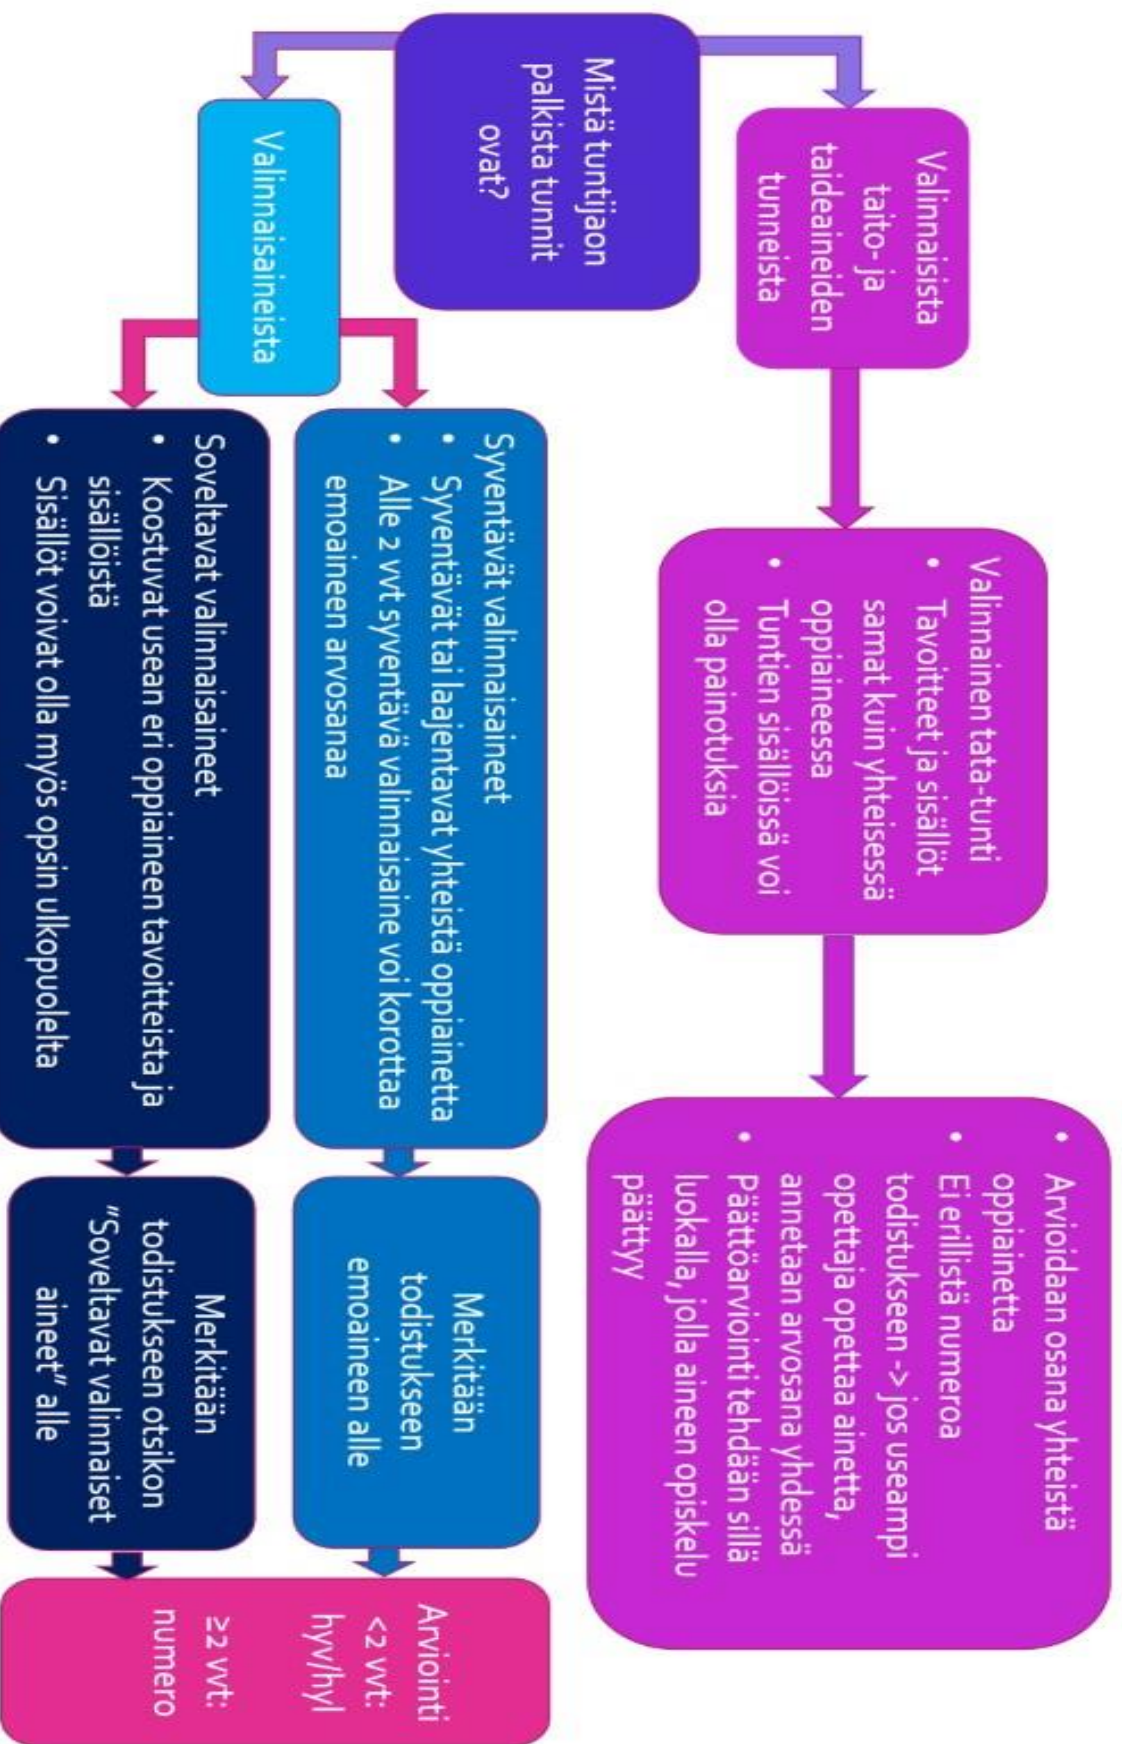 Mistä tuntijaon
palkista tunnit
ovat?
Valinnaisista
taito- ja
taideaineiden
tunneista
Valinnainen tata-tunti
• Tavoitteet ja sisällöt
samat kuin yhteisessä
oppiaineessa
• Tuntien sisällöissä voi
olla painotuksia
• Arvioidaan osana yhteistä
oppiainetta
• Ei erillistä numeroa
todistukseen -> jos useampi
opettaja opettaa ainetta,
annetaan arvosana yhdessä
• Päättöarviointi tehdään sillä
luokalla, jolla aineen opiskelu
päättyy
Valinnaisaineista
Syventävät valinnaisaineet
• Syventävät tai laajentavat yhteistä oppiainetta
• Alle 2 vvt syventävä valinnaisaine voi korottaa
emoaineen arvosanaa
Merkitään
todistukseen
emoaineen alle
Soveltavat valinnaisaineet
• Koostuvat usean eri oppiaineen tavoitteista ja
sisällöistä
• Sisällöt voivat olla myös opsin ulkopuolelta
Merkitään
todistukseen otsikon
"Soveltavat valinnaiset
aineet" alle
Arviointi
<2 vvt:
hyv/hyl
≥2 vvt:
numero